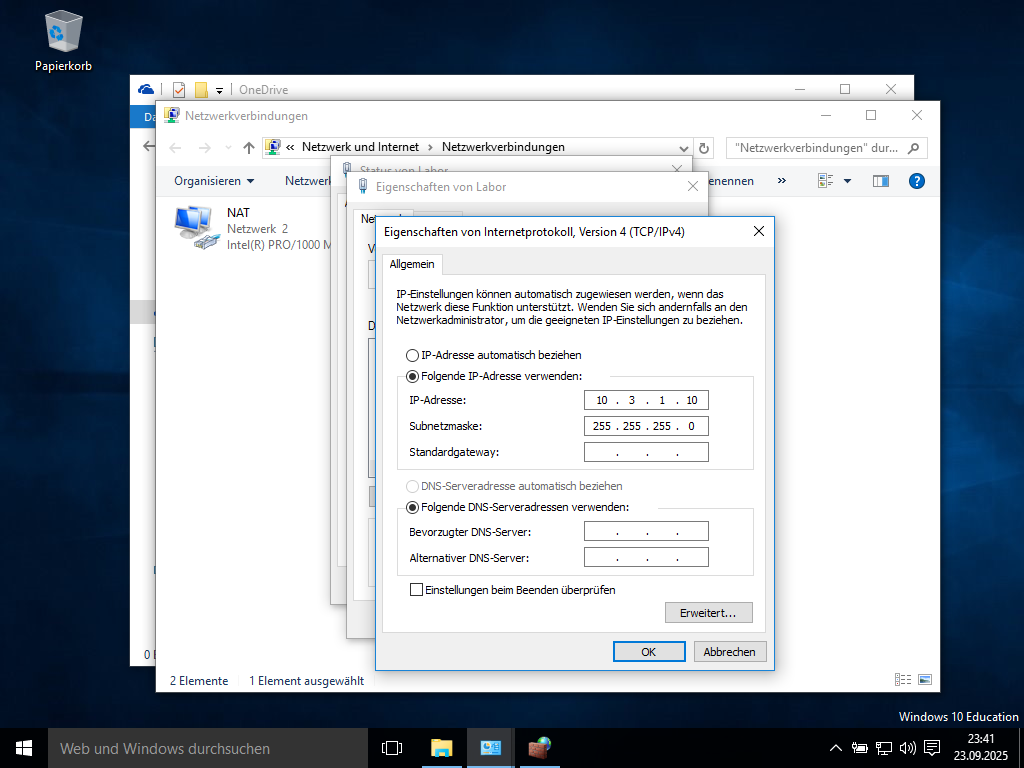 Papierkorb
OneDrive
Netzwerkverbindungen
« Netzwerk und Internet > Netzwerkverbindungen
"Netzwerkverbindungen" dur...
Organisieren
»
NAT
Netzwerk 2
Intel(R) PRO/1000 M
Status von Labor
Eigenschaften von Labor
Eigenschaften von Internetprotokoll, Version 4 (TCP/IPv4)
Allgemein
IP-Einstellungen können automatisch zugewiesen werden, wenn das
Netzwerk diese Funktion unterstützt. Wenden Sie sich andernfalls an den
Netzwerkadministrator, um die geeigneten IP-Einstellungen zu beziehen.
IP-Adresse automatisch beziehen
Folgende IP-Adresse verwenden:
IP-Adresse: 10 . 3 . 1 . 10
Subnetzmaske: 255 . 255 . 255 . 0
Standardgateway: . . .
DNS-Serveradresse automatisch beziehen
Folgende DNS-Serveradressen verwenden:
Bevorzugter DNS-Server: . . .
Alternativer DNS-Server: . . .
Einstellungen beim Beenden überprüfen
Erweitert...
OK Abbrechen
2 Elemente 1 Element ausgewählt
Windows 10 Education
Web und Windows durchsuchen
23:41
23.09.2025